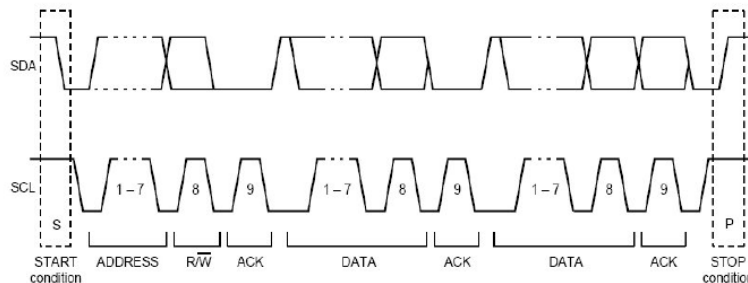 SDA
SCL
1 – 7 8 9 1 – 7 8 9 1 – 7 8 9
S P
START condition ADDRESS R/W̅ ACK DATA ACK DATA ACK STOP condition